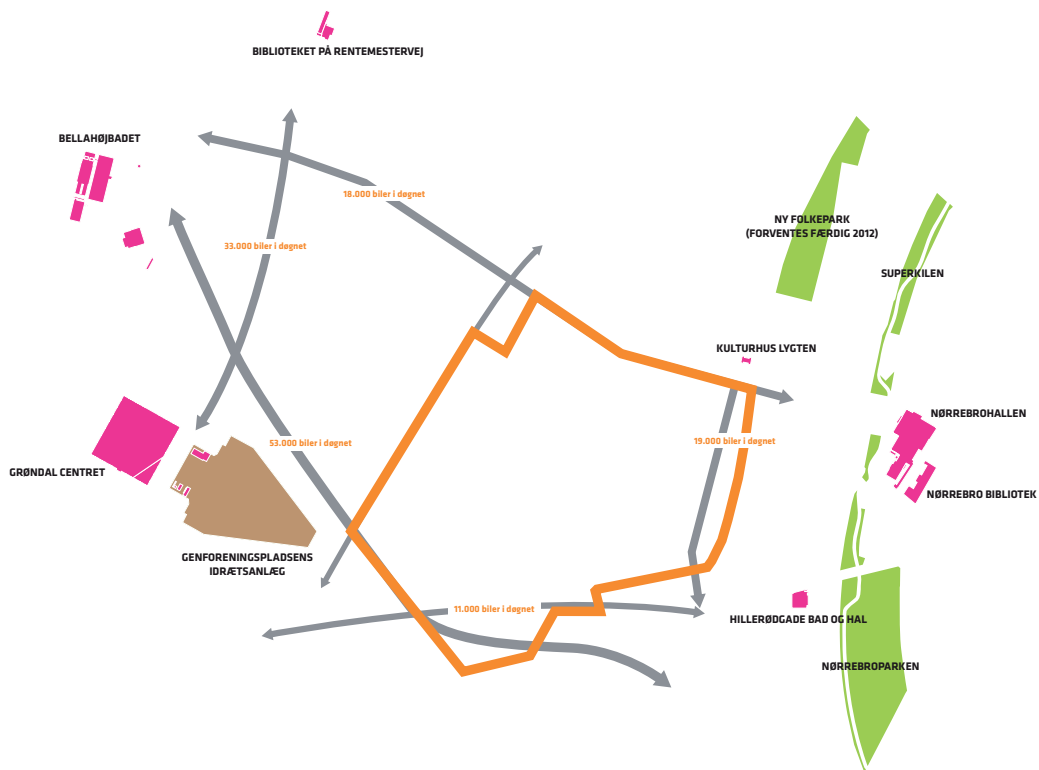 BIBLIOTEKET PÅ RENTEMESTERVEJ
BELLAHØJBADET
18.000 biler i døgnet
NY FOLKEPARK
(FORVENTES FÆRDIG 2012)
33.000 biler i døgnet
SUPERKILEN
KULTURHUS LYGTEN
NØRREBROHALLEN
53.000 biler i døgnet
19.000 biler i døgnet
GRØNDAL CENTRET
NØRREBRO BIBLIOTEK
GENFORENINGSPLADSENS
IDRÆTSANLÆG
11.000 biler i døgnet
HILLERØDGADE BAD OG HAL
NØRREBROPARKEN